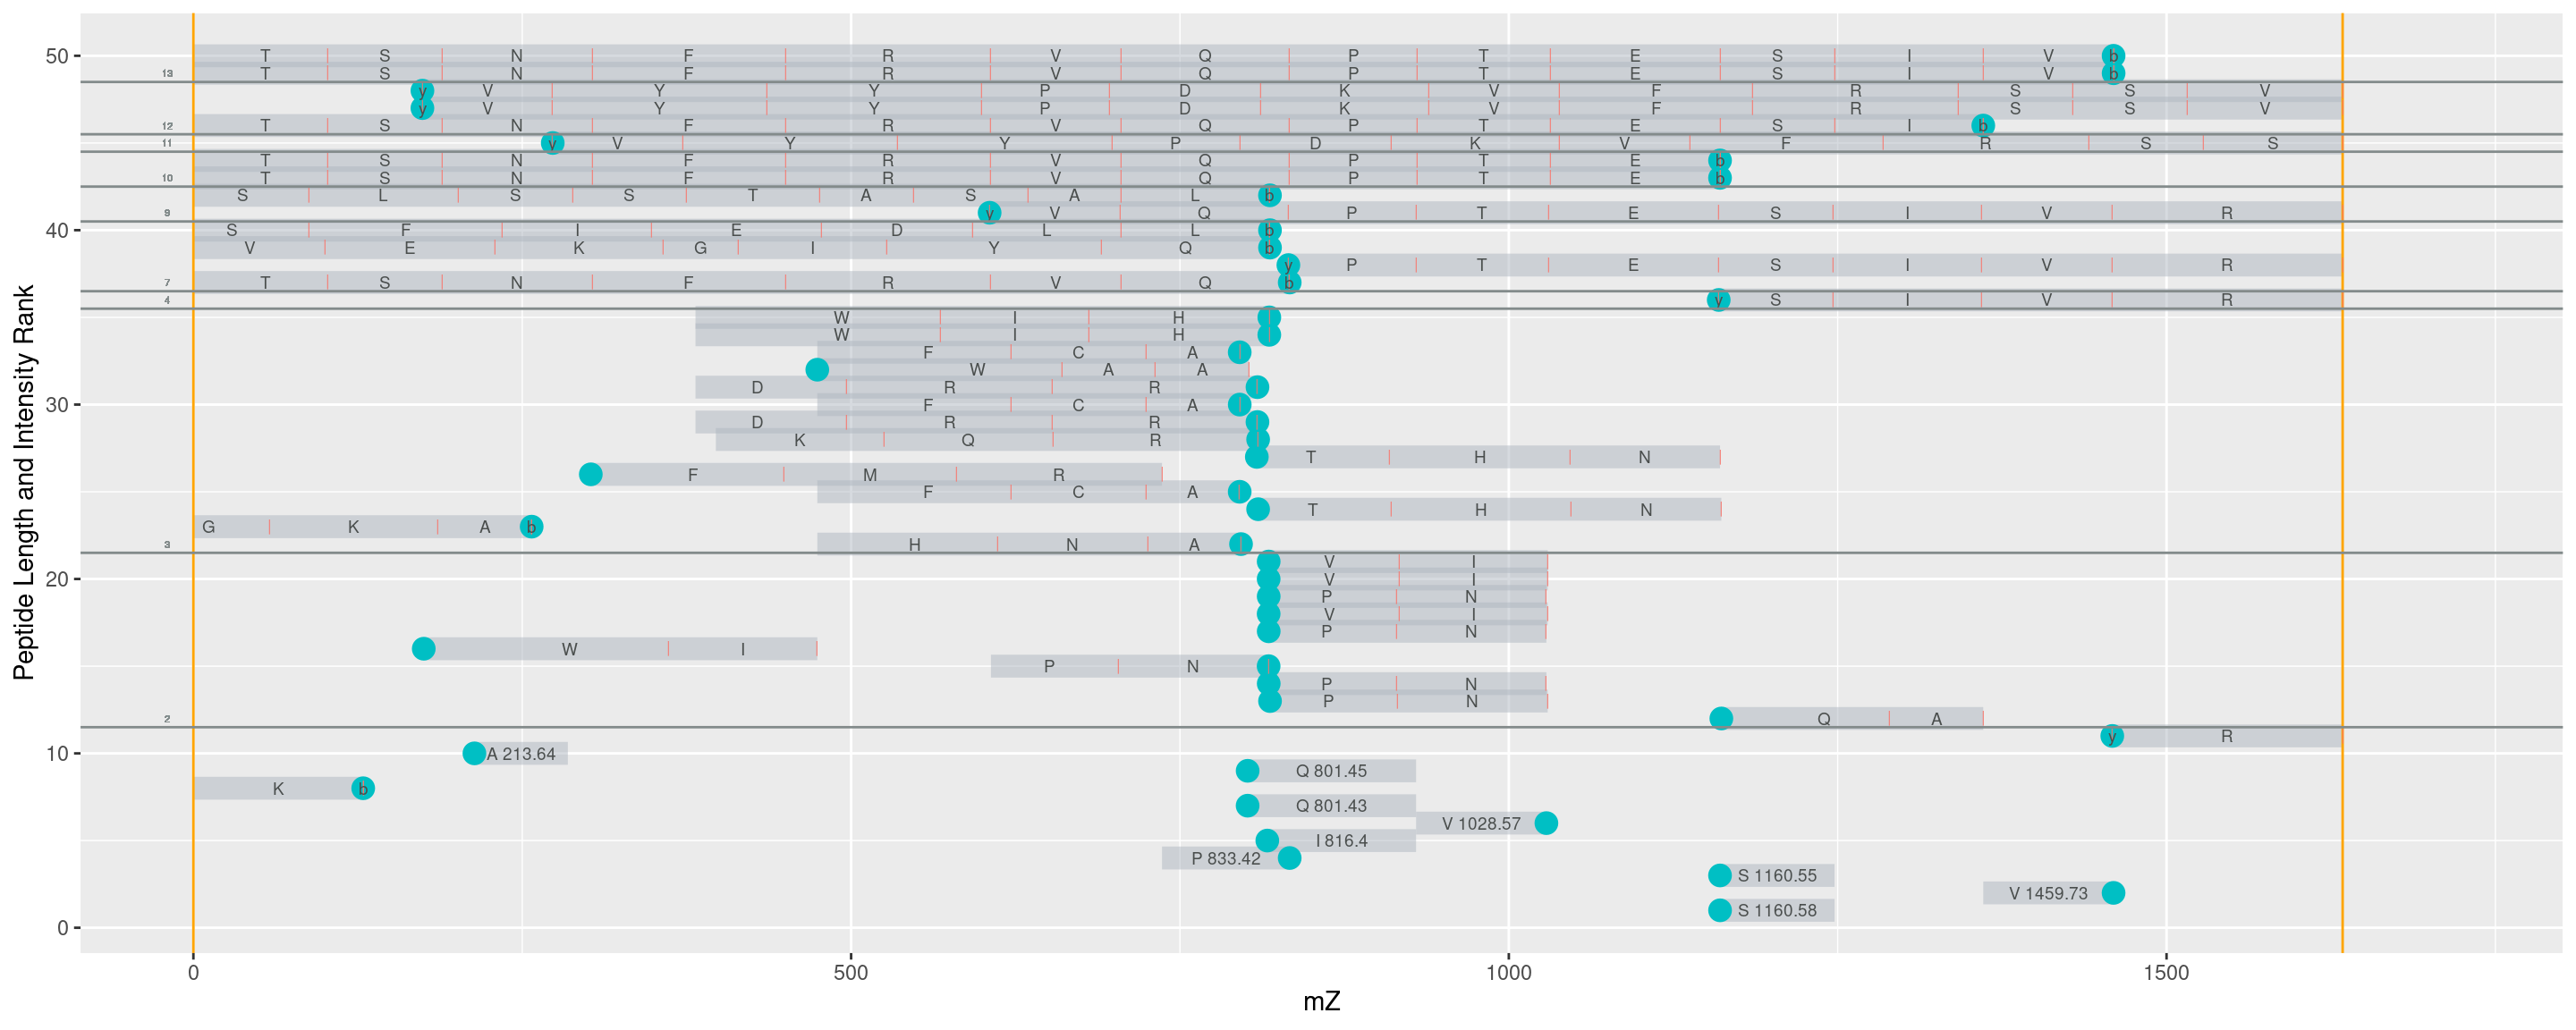 50 T S N F R V Q P T E S I V b
13 T S N F R V Q P T E S I V b
y V Y Y P D K V F R S S V
y V Y Y P D K V F R S S V
12 T S N F R V Q P T E S I b
11 y V Y Y P D K V F R S S
T S N F R V Q P T E b
10 T S N F R V Q P T E b
S L S S T A S A L b
9 y V Q P T E S I V R
40 S F I E D L L b
V E K G I Y Q b
y P T E S I V R
7 T S N F R V Q b
4 y S I V R
W I H
W I H
F C A
W A A
D R R
30 F C A
D R R
K Q R
T H N
F M R
F C A
T H N
G K A b
3 H N A
V I
20 V I
P N
V I
P N
W I
P N
P N
P N
2 Q A
y R
10 A 213.64
Q 801.45
K b
Q 801.43
V 1028.57
I 816.4
P 833.42
S 1160.55
V 1459.73
S 1160.58
0
0 500 1000 1500
mZ
Peptide Length and Intensity Rank